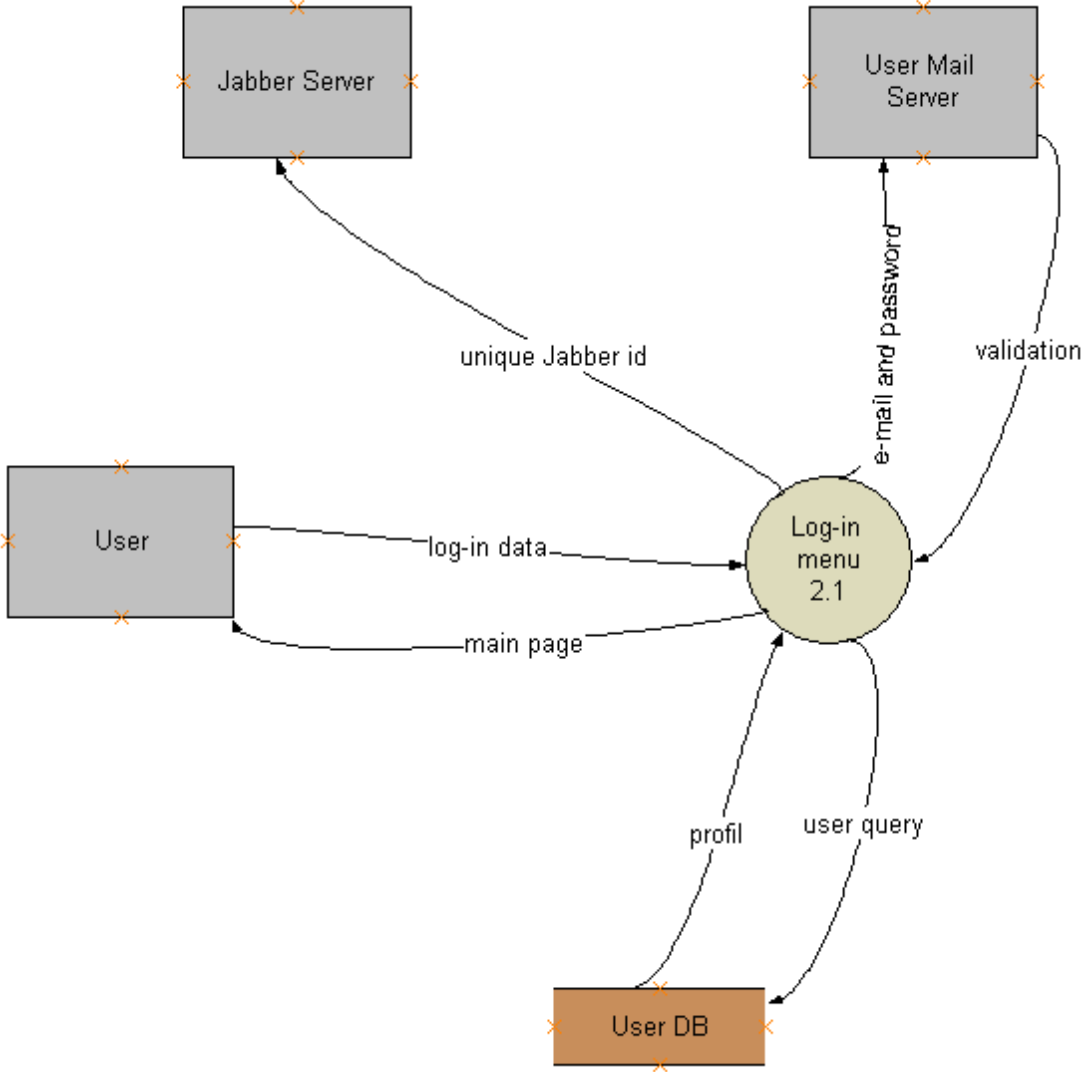 Jabber Server
User Mail
Server
unique Jabber id
e-mail and password
validation
User
log-in data
Log-in
menu
2.1
main page
profil
user query
User DB